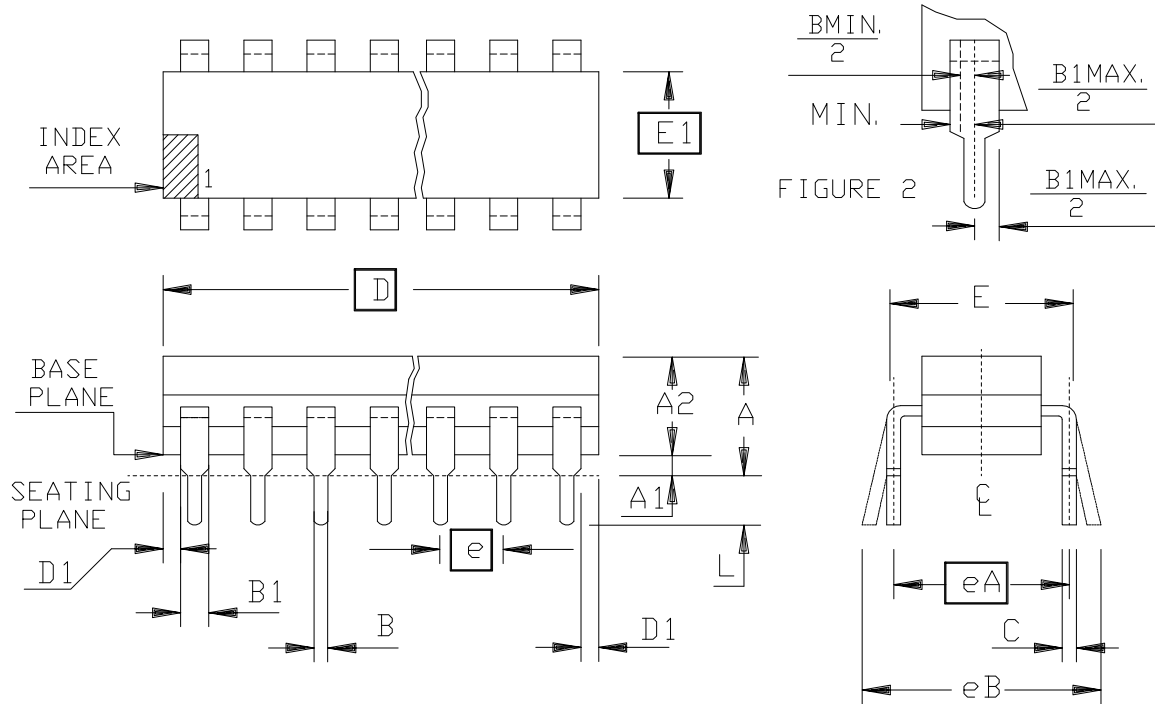 INDEX
AREA
1
E1
BMIN.
2
B1MAX.
2
MIN.
FIGURE 2
B1MAX.
2
D
E
BASE
PLANE
A2
A
SEATING
PLANE
A1
CL
D1
e
L
B1
eA
B
D1
C
eB